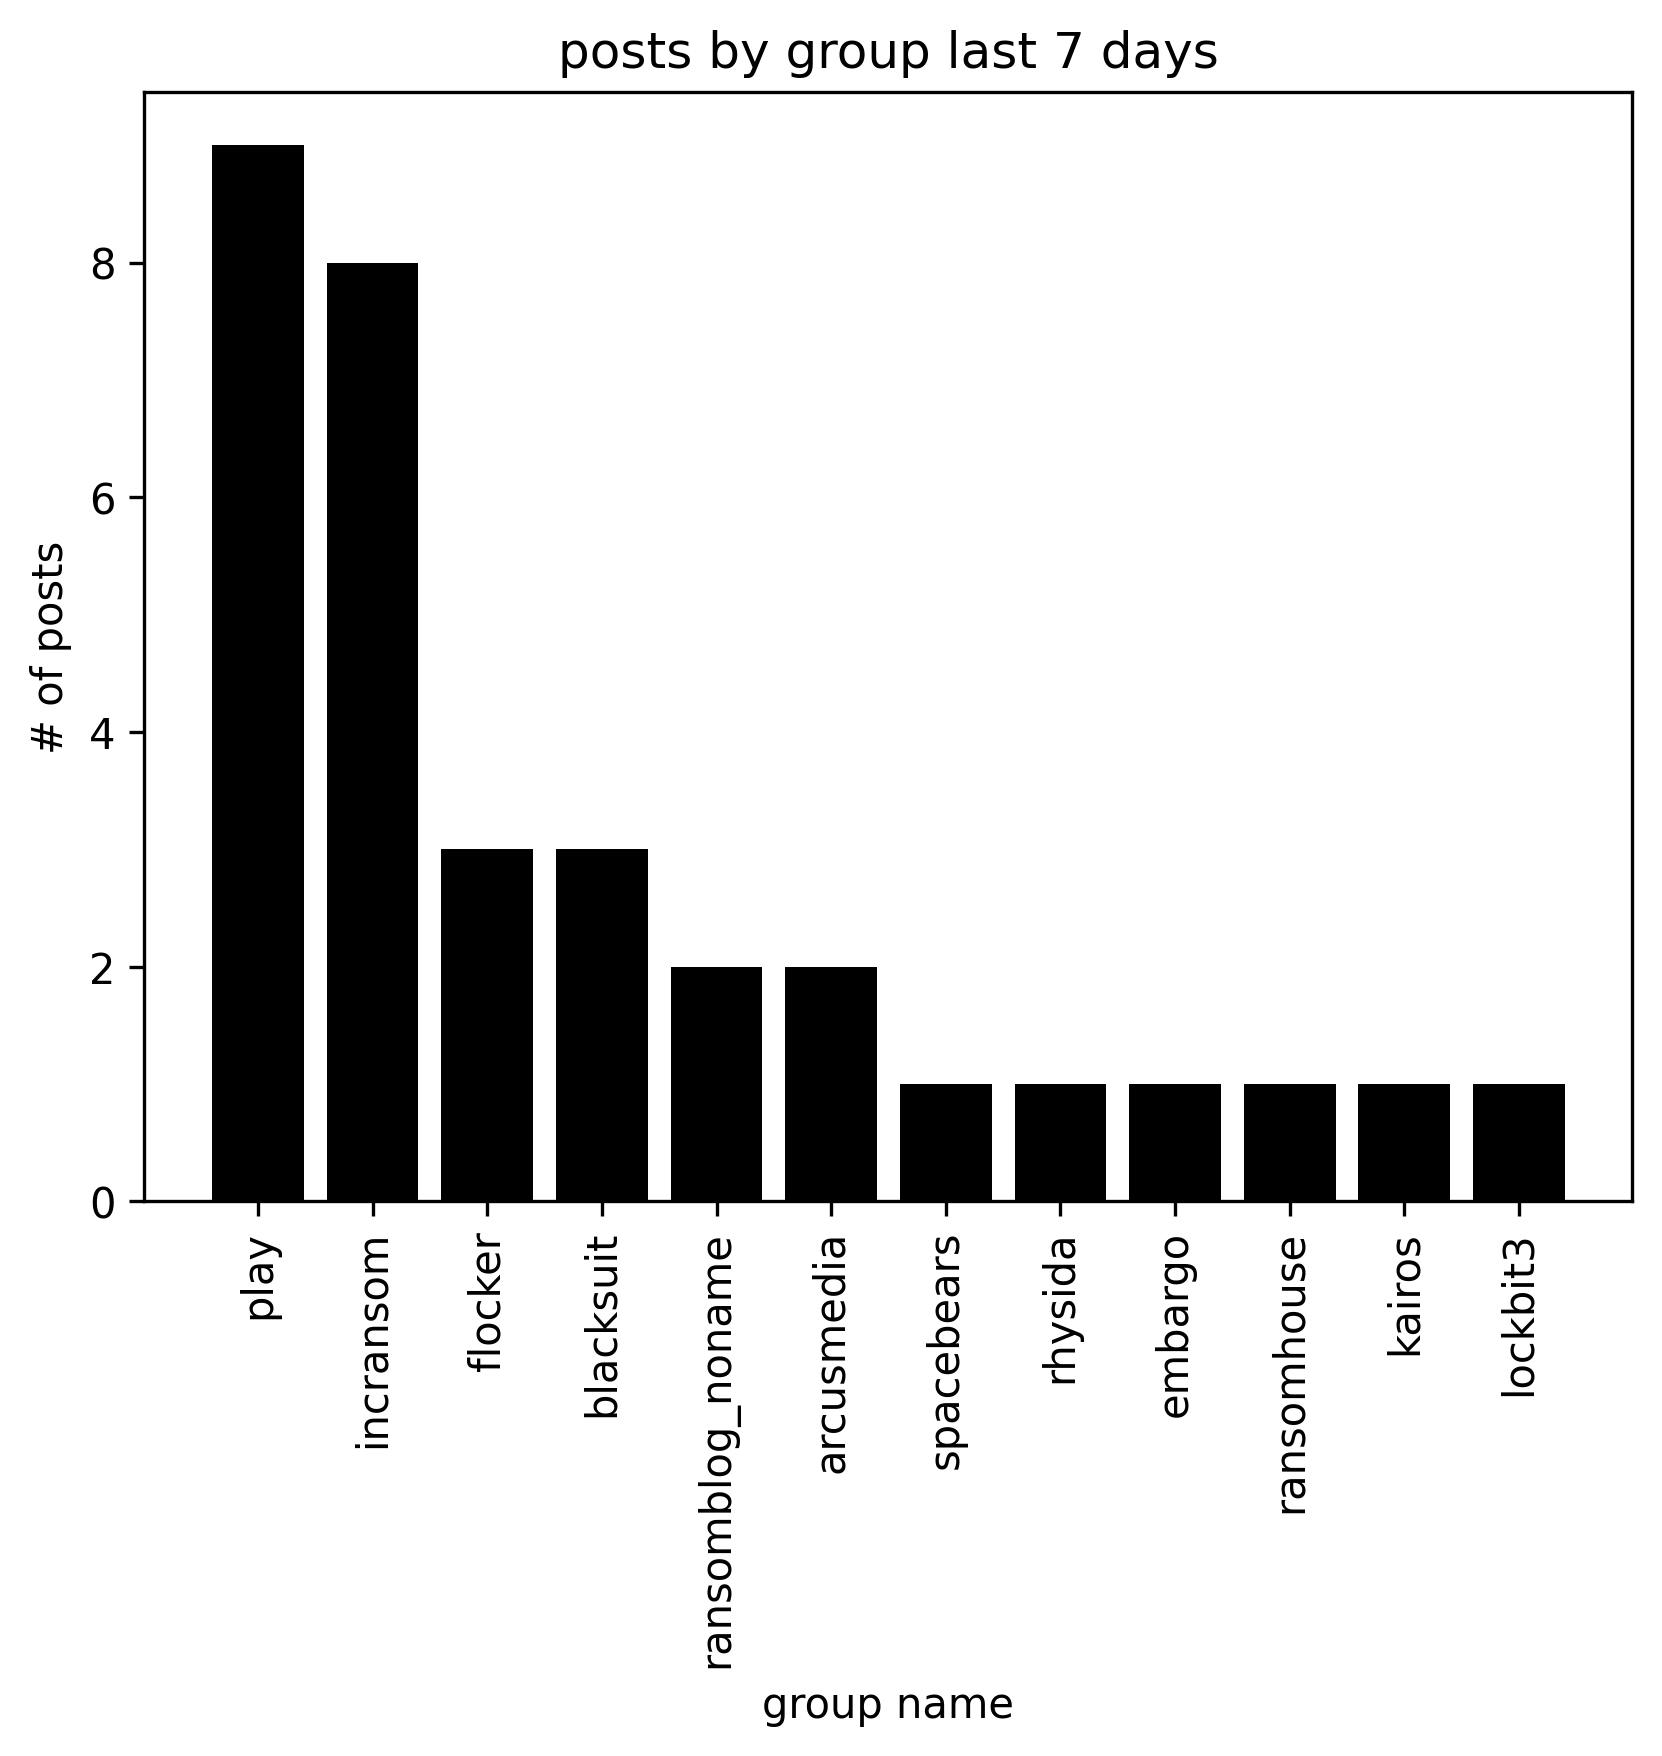 posts by group last 7 days
# of posts
8
6
4
2
0
play
incransom
flocker
blacksuit
ransomblog_noname
arcusmedia
spacebears
rhysida
embargo
ransomhouse
kairos
lockbit3
group name